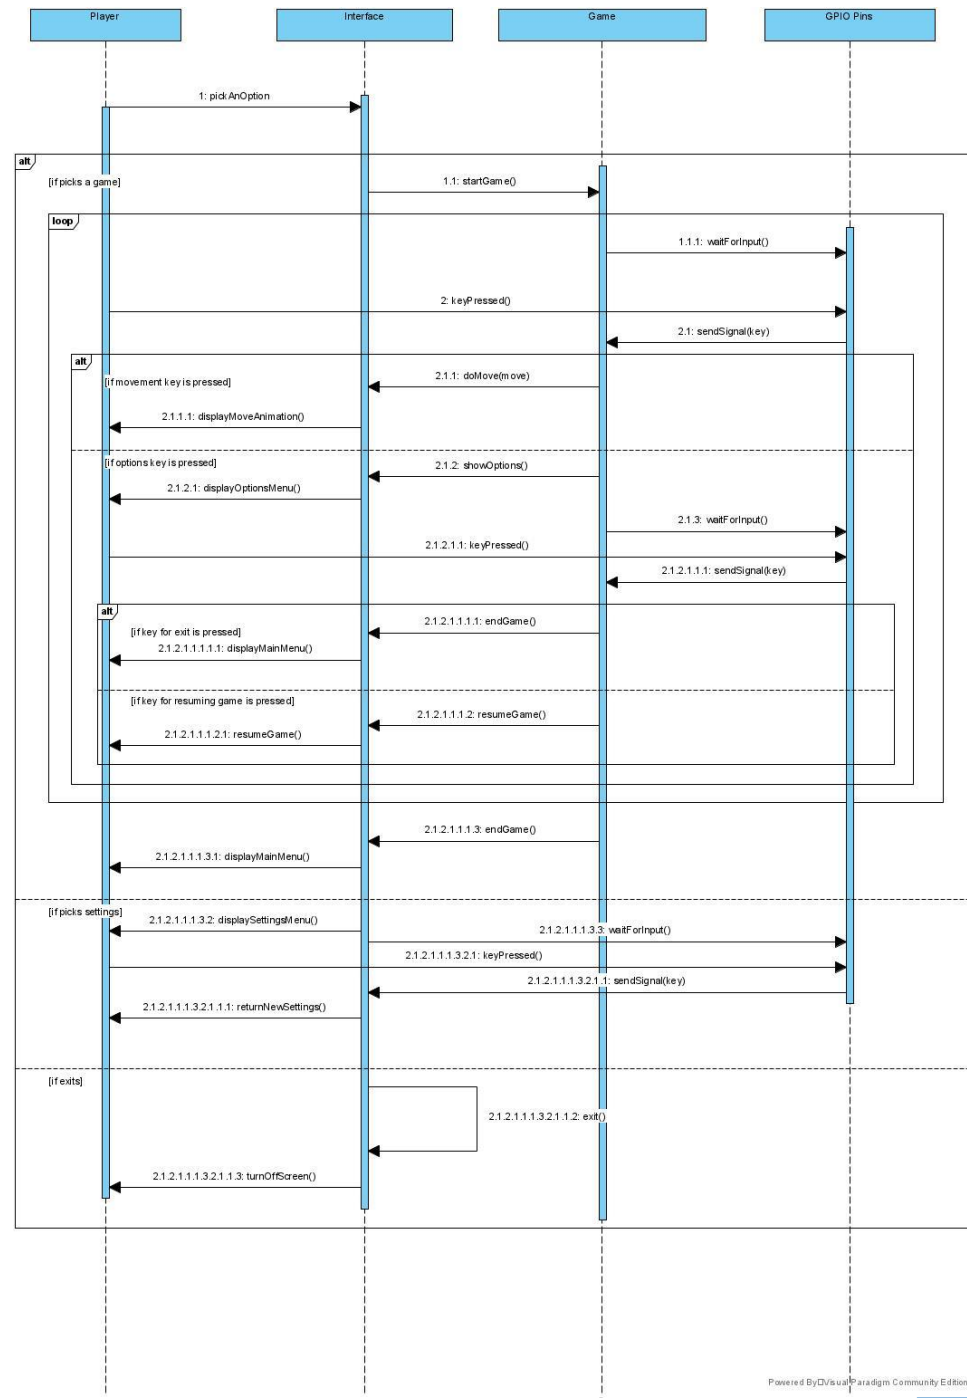 Player
Interface
Game
GPIO Pins
1: pickAnOption
alt
[if picks a game]
1.1: startGame()
loop
1.1.1: waitForInput()
2: keyPressed()
2.1: sendSignal(key)
alt
[if movement key is pressed]
2.1.1: doMove(move)
2.1.1.1: displayMoveAnimation()
[if options key is pressed]
2.1.2: showOptions()
2.1.2.1: displayOptionsMenu()
2.1.3: waitForInput()
2.1.2.1.1: keyPressed()
2.1.2.1.1.1: sendSignal(key)
alt
[if key for exit is pressed]
2.1.2.1.1.1.1: endGame()
2.1.2.1.1.1.1.1: displayMainMenu()
[if key for resuming game is pressed]
2.1.2.1.1.1.2: resumeGame()
2.1.2.1.1.1.2.1: resumeGame()
2.1.2.1.1.1.3: endGame()
2.1.2.1.1.1.3.1: displayMainMenu()
[if picks settings]
2.1.2.1.1.1.3.2: displaySettingsMenu()
2.1.2.1.1.1.3.3: waitForInput()
2.1.2.1.1.1.3.2.1: keyPressed()
2.1.2.1.1.1.3.2.1.1: sendSignal(key)
2.1.2.1.1.1.3.2.1.1.1: returnNewSettings()
[if exits]
2.1.2.1.1.1.3.2.1.1.2: exit()
2.1.2.1.1.1.3.2.1.1.3: turnOffScreen()
Powered By Visual Paradigm Community Edition